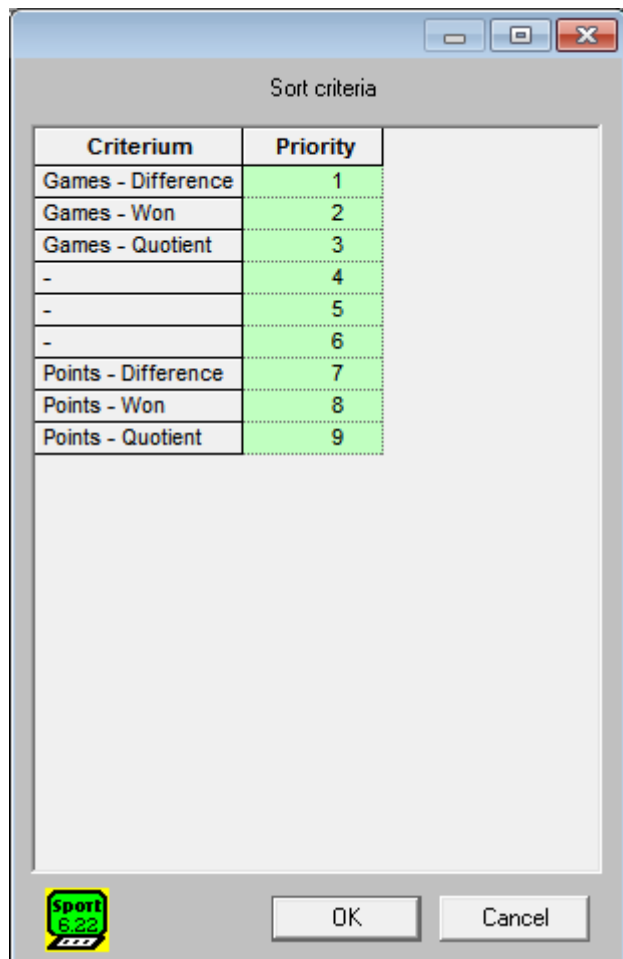 Sort criteria
Criterium Priority
Games - Difference 1
Games - Won 2
Games - Quotient 3
- 4
- 5
- 6
Points - Difference 7
Points - Won 8
Points - Quotient 9
Sport
6.22
OK Cancel